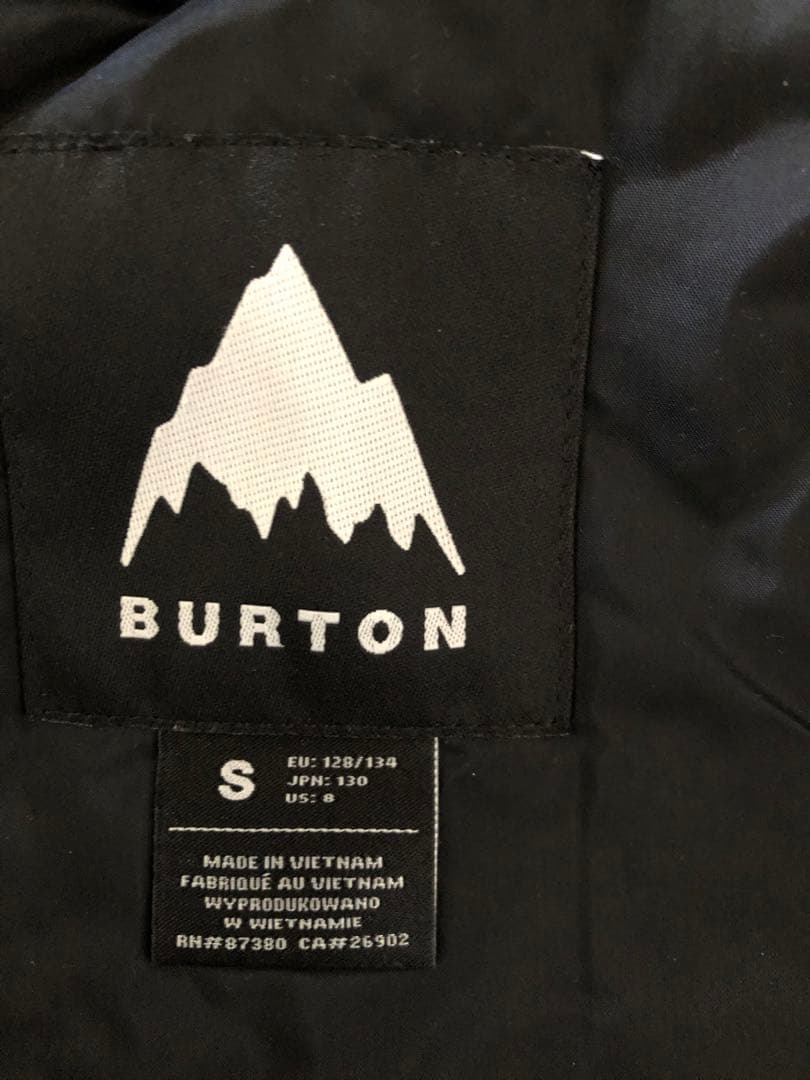 BURTON
S
EU: 128/134
JPN: 130
US: 8
MADE IN VIETNAM
FABRIQUÉ AU VIETNAM
WYPRODUKOWANO
W WIETNAMIE
RN#87380 CA#26902